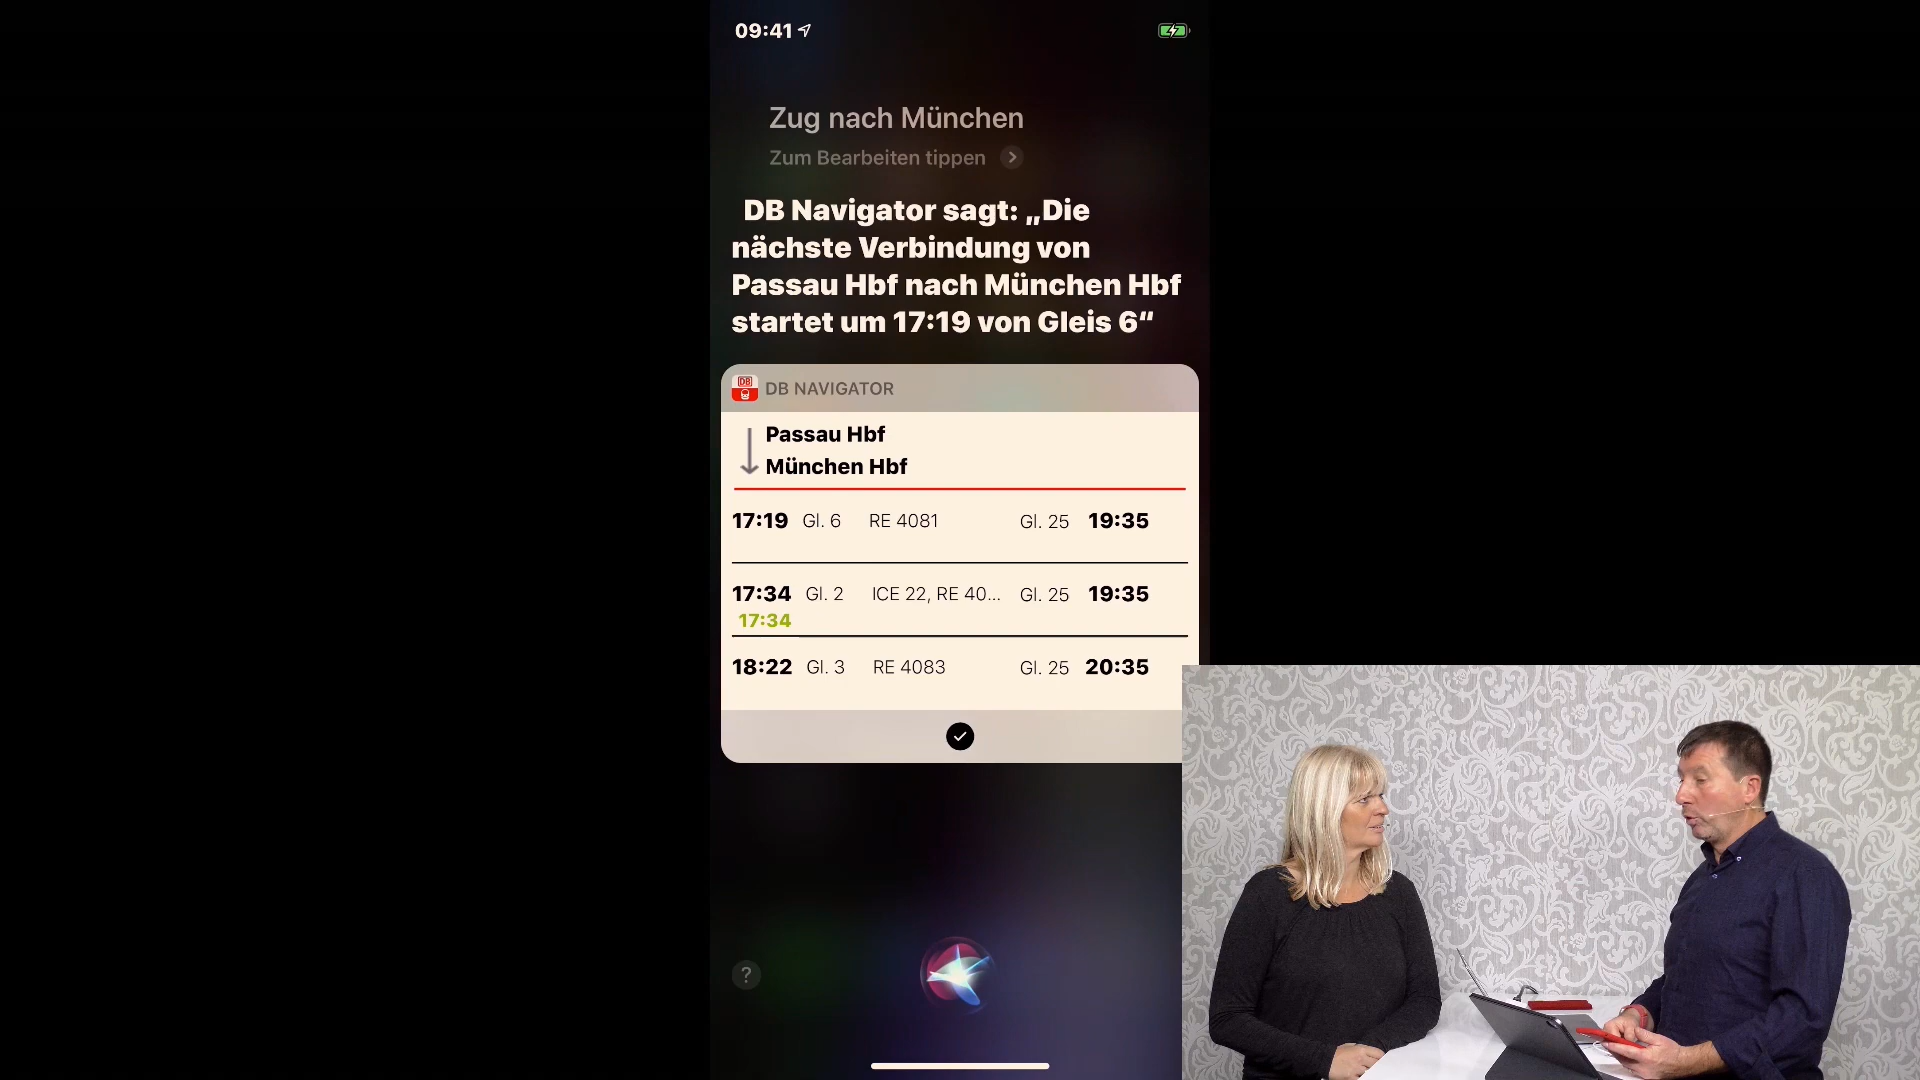 09:41
Zug nach München
Zum Bearbeiten tippen
DB Navigator sagt: „Die
nächste Verbindung von
Passau Hbf nach München Hbf
startet um 17:19 von Gleis 6“
DB
DB NAVIGATOR
Passau Hbf
München Hbf
17:19 Gl. 6 RE 4081 Gl. 25 19:35
17:34 Gl. 2 ICE 22, RE 40... Gl. 25 19:35
17:34
18:22 Gl. 3 RE 4083 Gl. 25 20:35
?